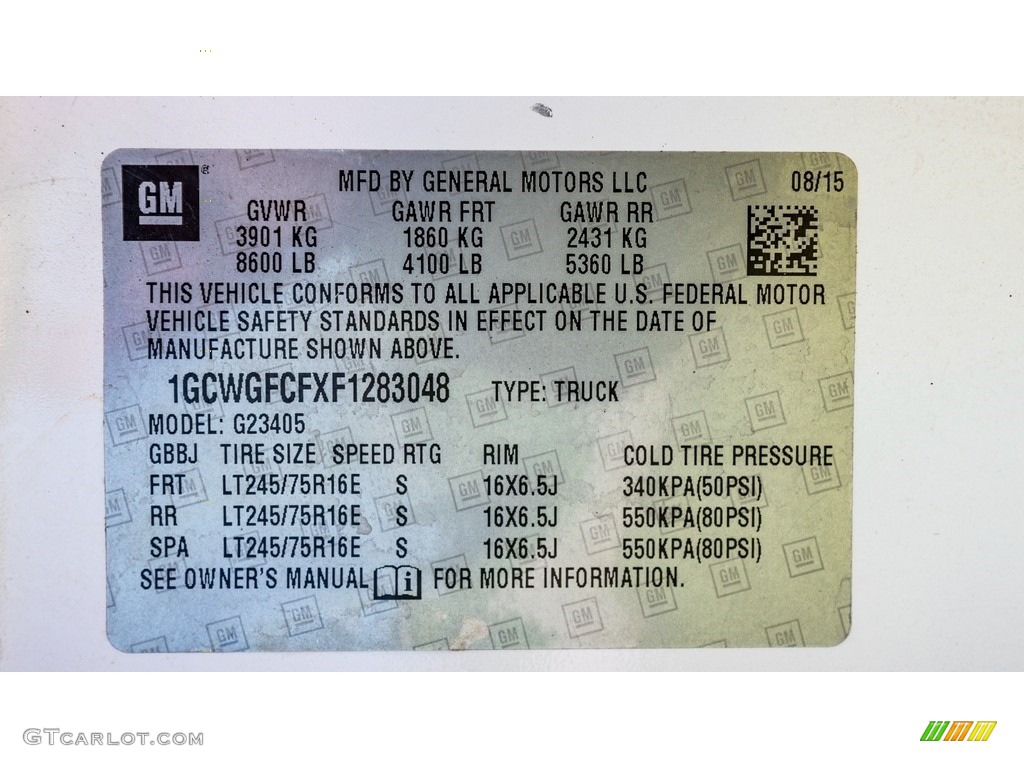 GM ® MFD BY GENERAL MOTORS LLC 08/15
GVWR GAWR FRT GAWR RR
3901 KG 1860 KG 2431 KG
8600 LB 4100 LB 5360 LB
THIS VEHICLE CONFORMS TO ALL APPLICABLE U.S. FEDERAL MOTOR
VEHICLE SAFETY STANDARDS IN EFFECT ON THE DATE OF
MANUFACTURE SHOWN ABOVE.
1GCWGFCFXF1283048 TYPE: TRUCK
MODEL: G23405
GBBJ TIRE SIZE SPEED RTG RIM COLD TIRE PRESSURE
FRT LT245/75R16E S 16X6.5J 340KPA(50PSI)
RR LT245/75R16E S 16X6.5J 550KPA(80PSI)
SPA LT245/75R16E S 16X6.5J 550KPA(80PSI)
SEE OWNER'S MANUAL FOR MORE INFORMATION.
GTCARLOT.COM